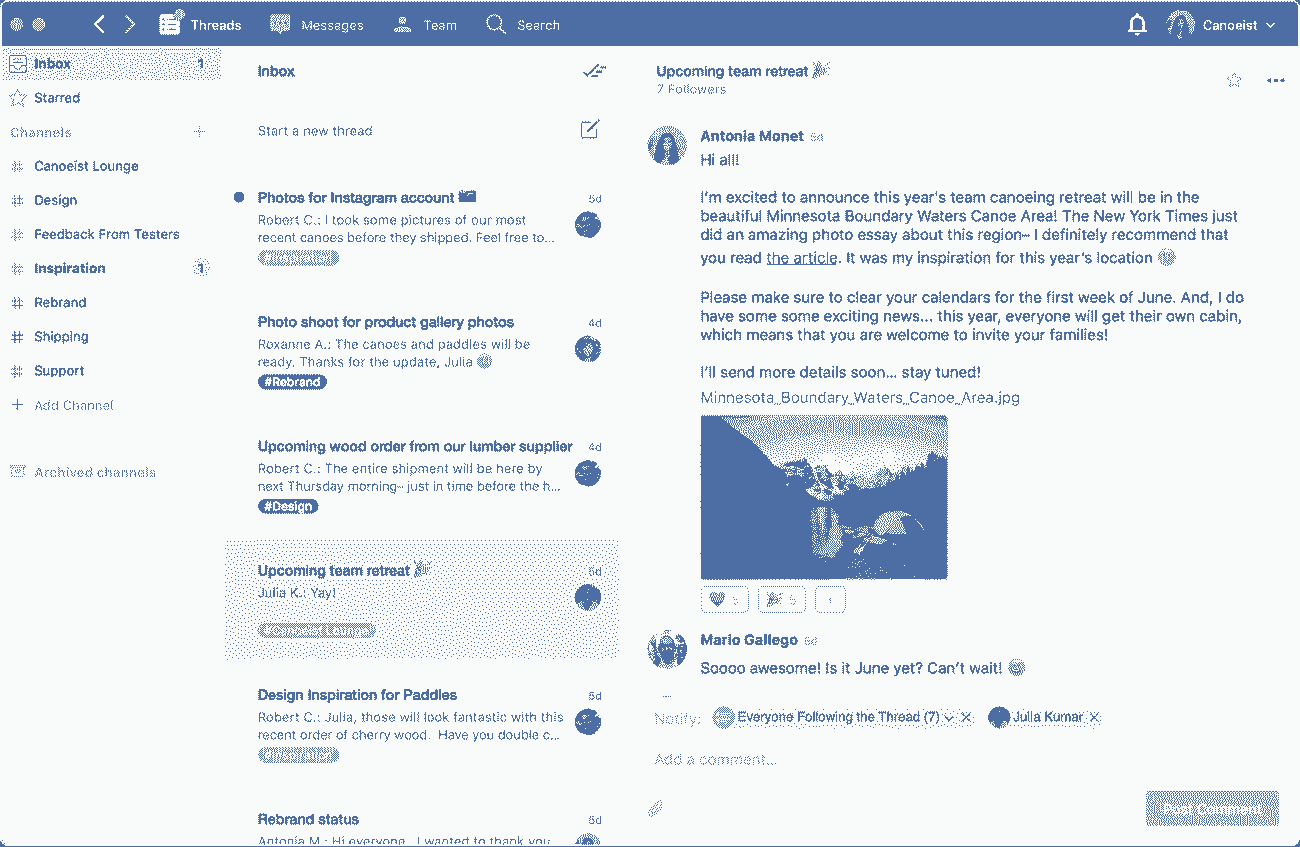 Threads
Messages
Team
Search
Canoeist
Inbox 1
Starred
Channels
# Canoeist Lounge
# Design
# Feedback From Testers
# Inspiration 1
# Rebrand
# Shipping
# Support
+ Add Channel
Archived channels
Inbox
Start a new thread
Photos for Instagram account 5d
Robert C.: I took some pictures of our most
recent canoes before they shipped. Feel free to...
Photo shoot for product gallery photos 4d
Roxanne A.: The canoes and paddles will be
ready. Thanks for the update, Julia
#Rebrand
Upcoming wood order from our lumber supplier 4d
Robert C.: The entire shipment will be here by
next Thursday morning– just in time before the h...
#Design
Upcoming team retreat 5d
Julia K.: Yay!
Design Inspiration for Paddles 5d
Robert C.: Julia, those will look fantastic with this
recent order of cherry wood. Have you double c...
Rebrand status 5d
Antonia M.: Hi everyone, I wanted to thank you
Upcoming team retreat
7 Followers
Antonia Monet 5d
Hi all!
I'm excited to announce this year's team canoeing retreat will be in the
beautiful Minnesota Boundary Waters Canoe Area! The New York Times just
did an amazing photo essay about this region– I definitely recommend that
you read the article. It was my inspiration for this year's location
Please make sure to clear your calendars for the first week of June. And, I do
have some some exciting news... this year, everyone will get their own cabin,
which means that you are welcome to invite your families!
I'll send more details soon... stay tuned!
Minnesota_Boundary_Waters_Canoe_Area.jpg
Mario Gallego 5d
Soooo awesome! Is it June yet? Can't wait!
Notify: Everyone Following the Thread (7) Julia Kumar
Add a comment...
Post Comment